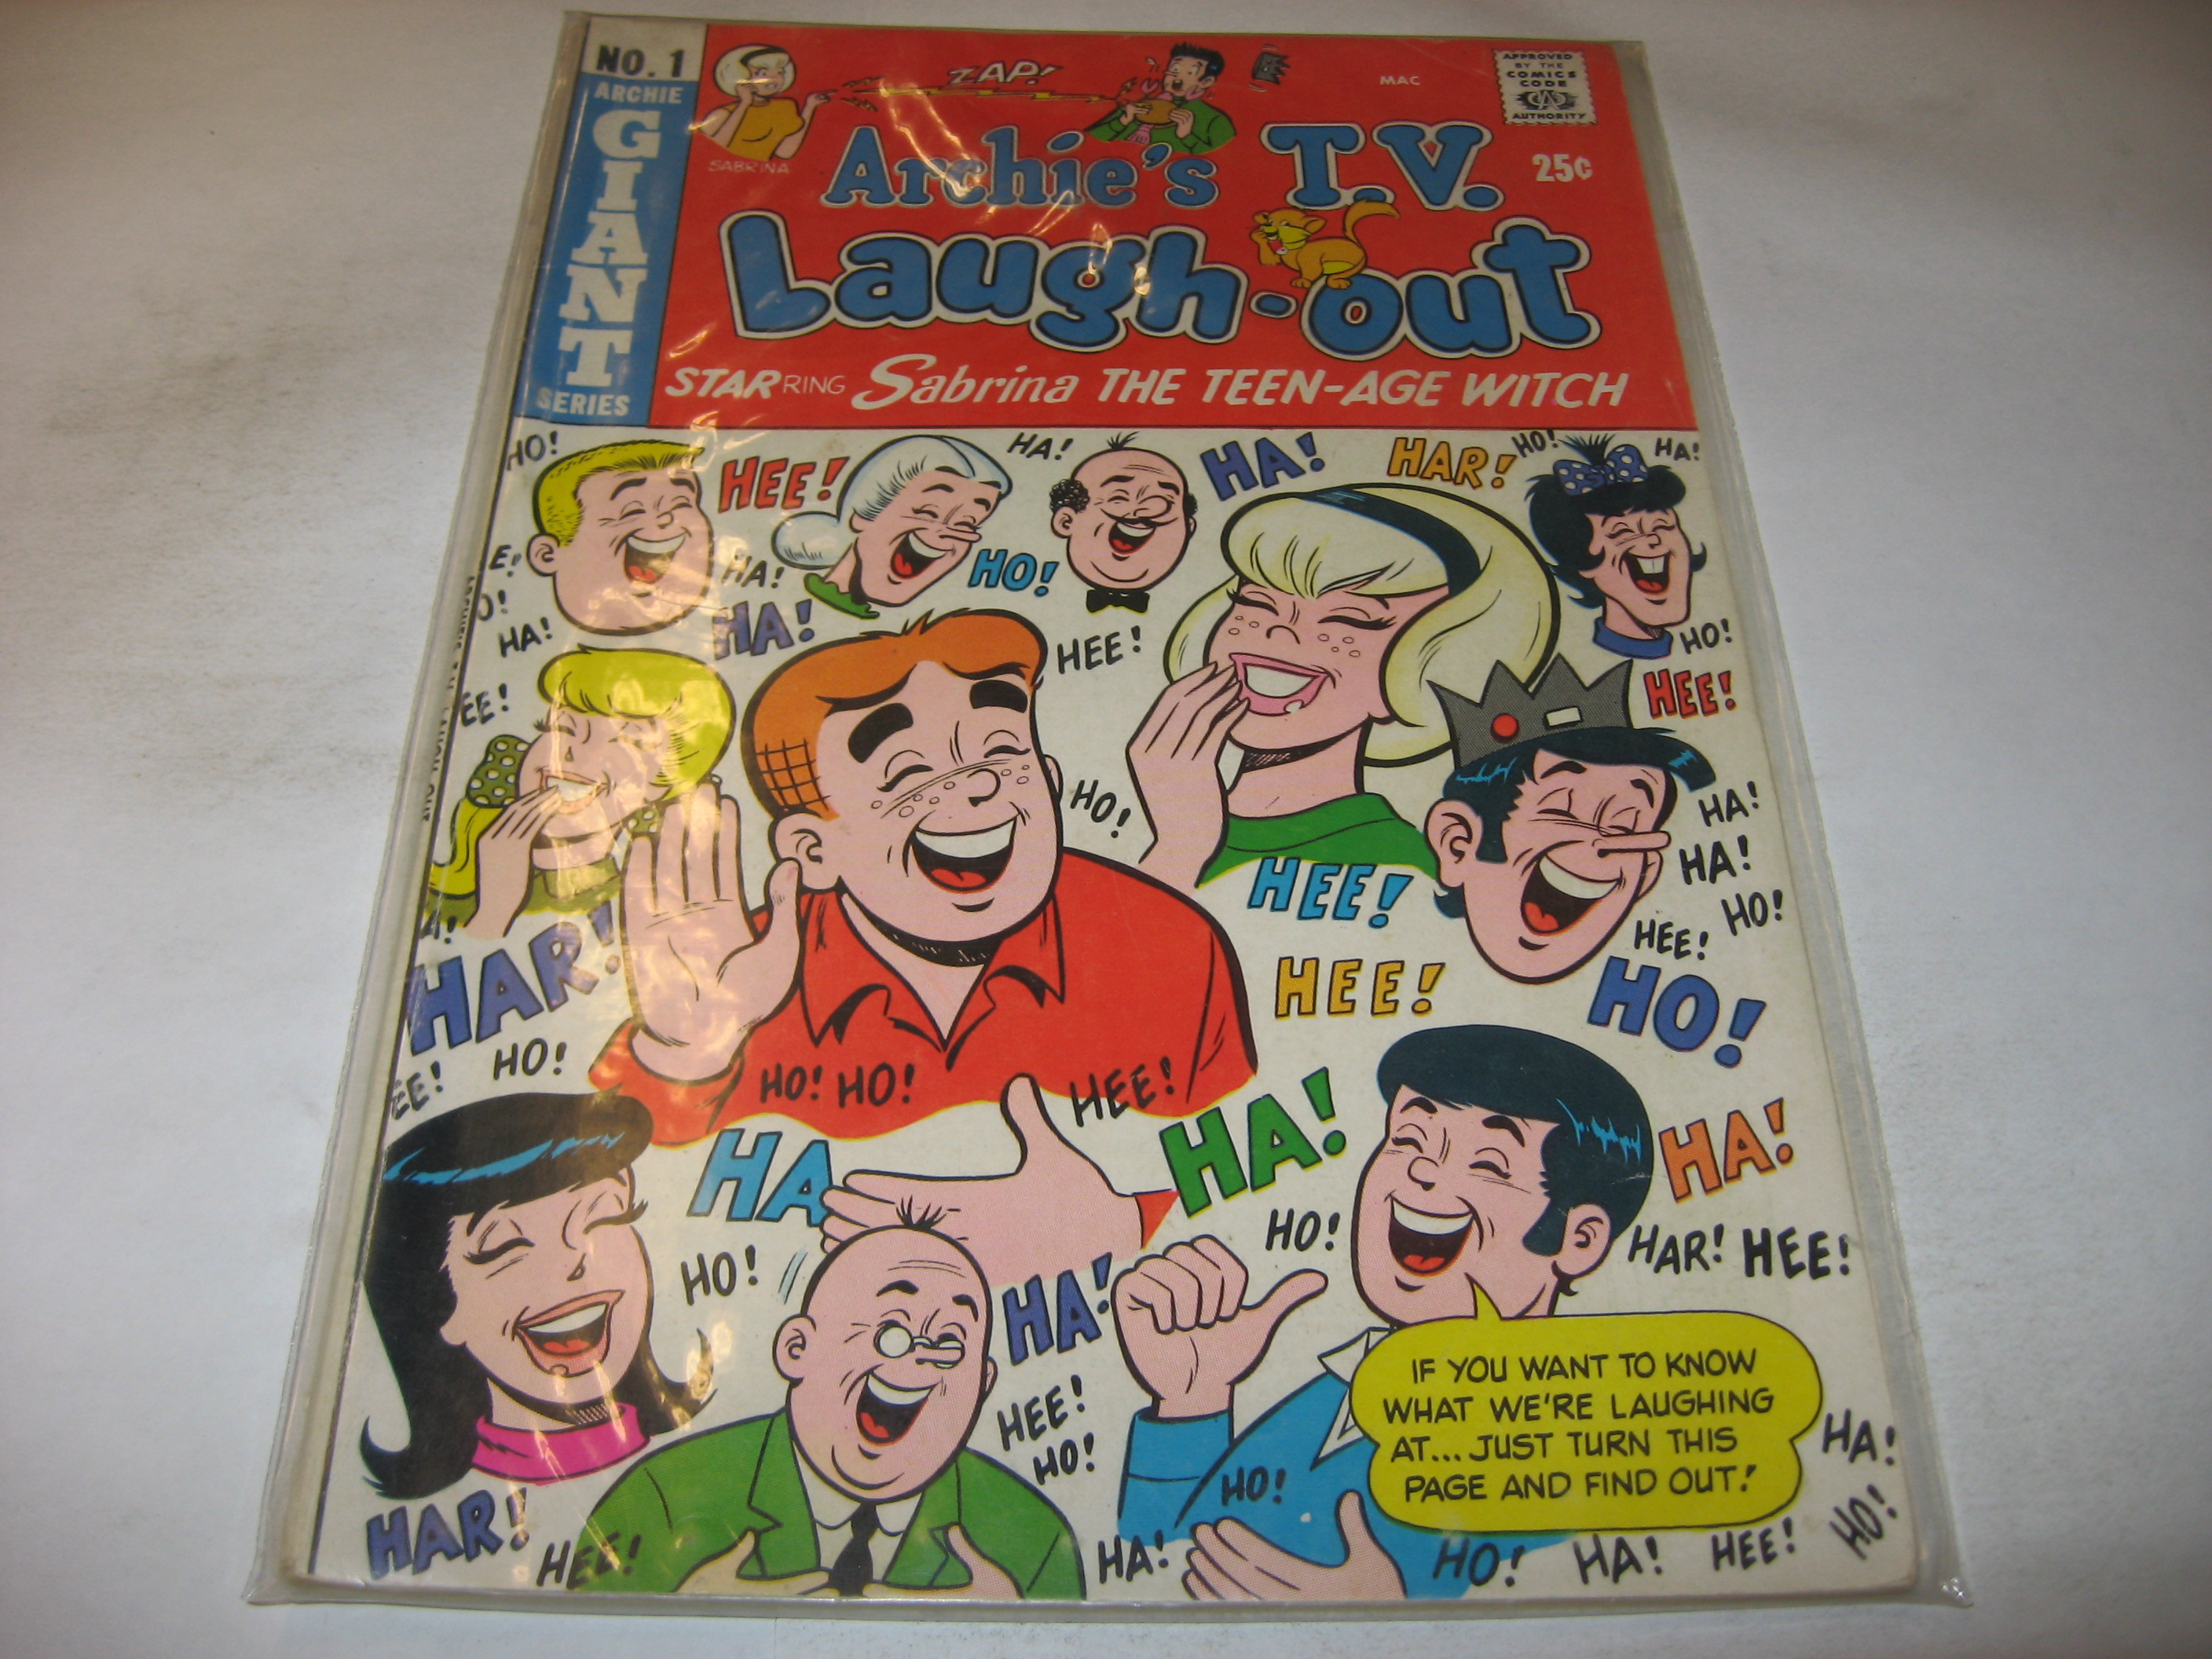 NO. 1
ARCHIE
GIANT
SERIES
ZAP!
SABRINA
MAC
APPROVED
BY THE
COMICS
CODE
AUTHORITY
Archie's T.V.
25¢
Laugh-out
STARRING Sabrina THE TEEN-AGE WITCH
HO!
HEE!
HA!
HA!
HAR!
HO!
HA!
E!
HA!
HO!
O!
HA!
HA!
HEE!
HO!
EE!
HEE!
HO!
HA!
HA!
HEE!
HO!
HEE!
HAR!
HEE!
HO!
HO!
EE!
HO! HO!
HEE!
HA
HA!
HA!
HO!
HO!
HAR! HEE!
HA!
IF YOU WANT TO KNOW
WHAT WE'RE LAUGHING
AT... JUST TURN THIS
PAGE AND FIND OUT!
HEE!
HO!
HA!
HO!
HAR!
HEE!
HA!
HO!
HA!
HEE!
HO!